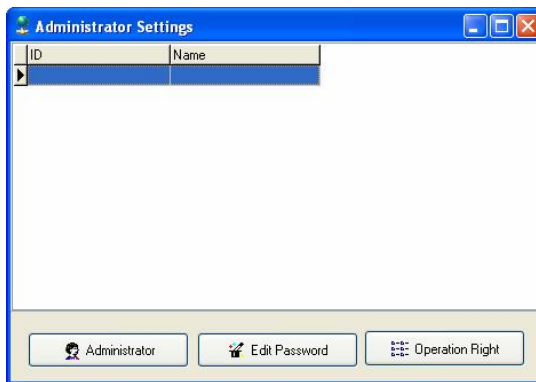 Administrator Settings
ID Name
Administrator Edit Password Operation Right